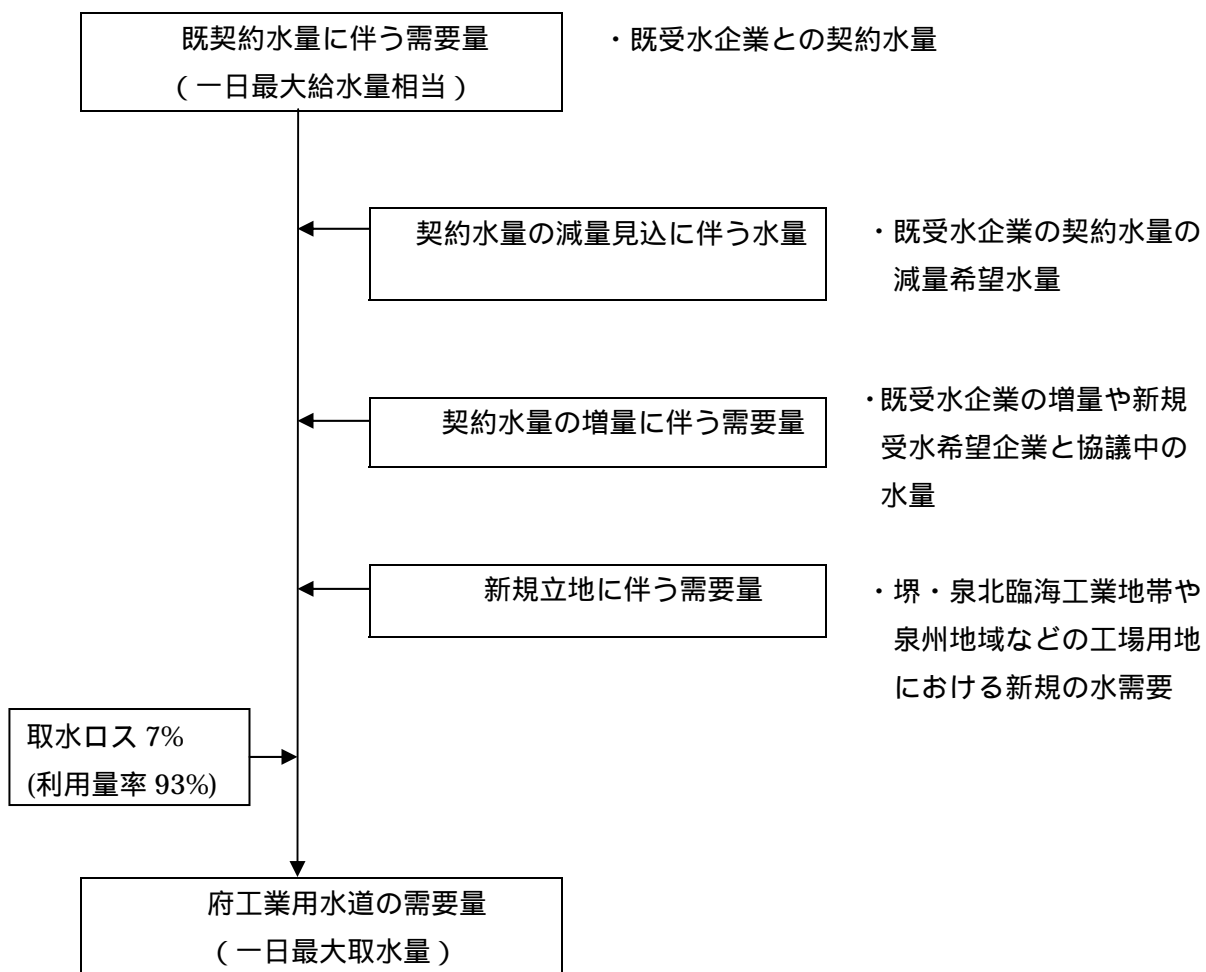 既契約水量に伴う需要量
(一日最大給水量相当)
・既受水企業との契約水量
契約水量の減量見込に伴う水量
・既受水企業の契約水量の
減量希望水量
契約水量の増量に伴う需要量
・既受水企業の増量や新規
受水希望企業と協議中の
水量
新規立地に伴う需要量
・堺・泉北臨海工業地帯や
泉州地域などの工場用地
における新規の水需要
取水ロス 7%
(利用量率 93%)
府工業用水道の需要量
(一日最大取水量)